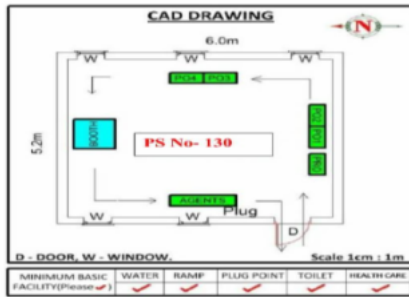 CAD DRAWING
N
6.0m
W W W
PO4 PO3
5.2m
BOOTH
PS No- 130
PO2
PO1
PRO
AGENTS
Plug
W W
D
D - DOOR, W - WINDOW.
Scale 1cm : 1m
MINIMUM BASIC FACILITY(Please✓) WATER RAMP PLUG POINT TOILET HEALTH CARE